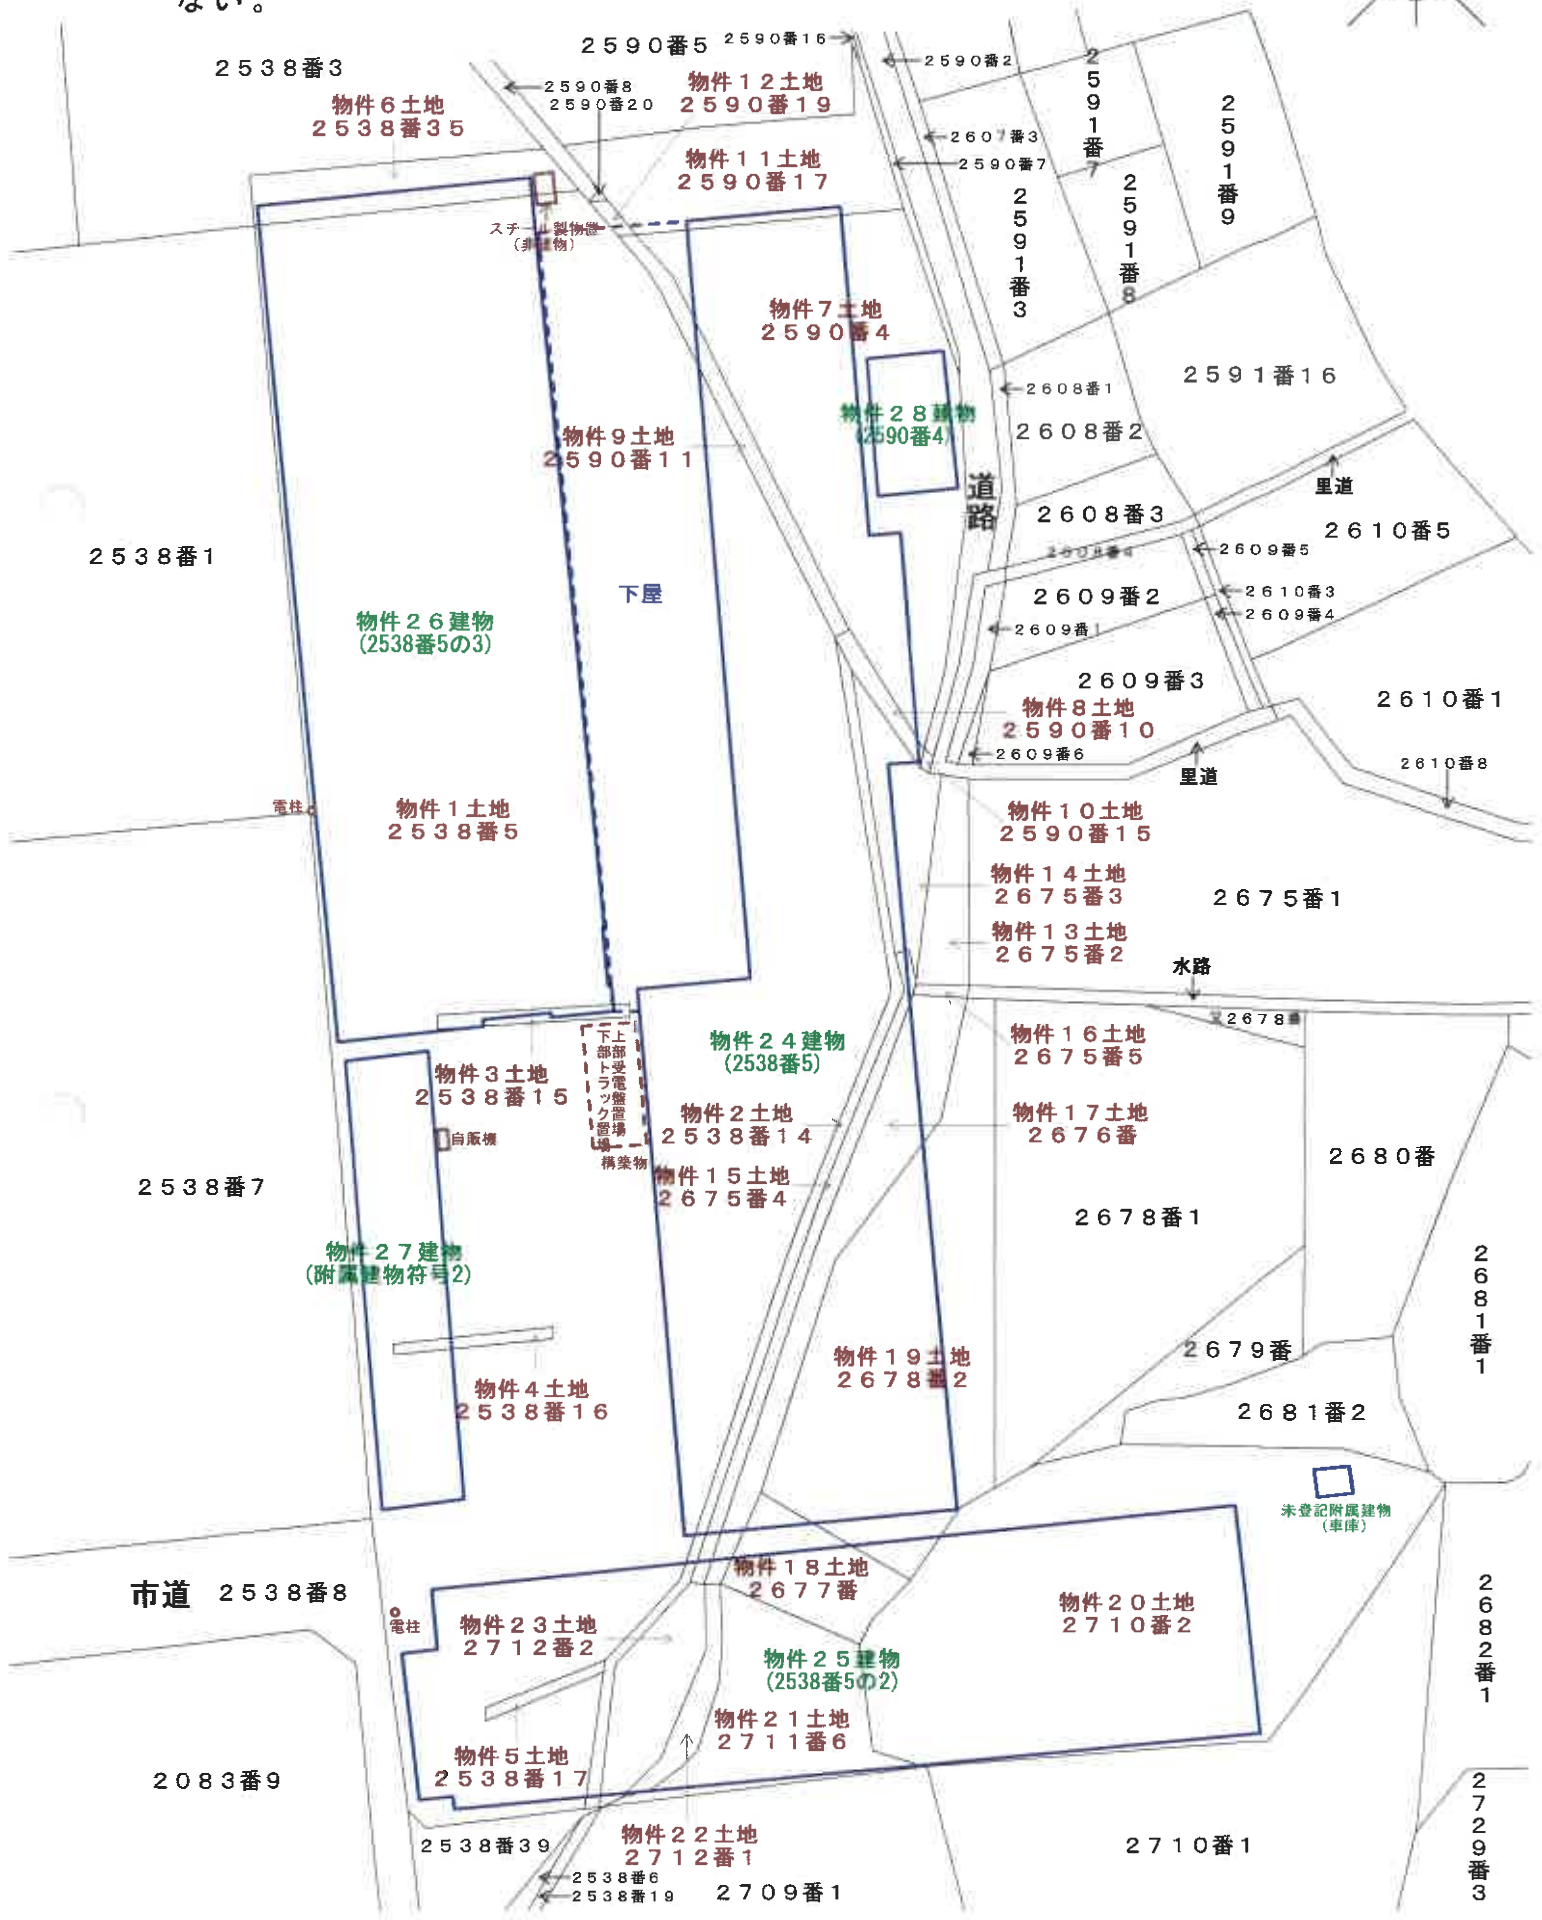 ない。
2538番3
2590番5
2590番16
2590番2
2590番8
2590番20
物件12土地
2590番19
物件6土地
2538番35
2591番7
2591番9
2607番3
2590番7
物件11土地
2590番17
2591番3
2591番8
スチール製物置
(非建物)
物件7土地
2590番4
2591番16
2608番1
物件28建物
(2590番4)
2608番2
物件9土地
2590番11
道路
里道
2608番3
2610番5
2538番1
2608番4
2609番5
下屋
2609番2
2610番3
2609番4
物件26建物
(2538番5の3)
2609番1
2609番3
2610番1
物件8土地
2590番10
2609番6
里道
2610番8
電柱
物件1土地
2538番5
物件10土地
2590番15
物件14土地
2675番3
2675番1
物件13土地
2675番2
水路
2678番
物件24建物
(2538番5)
物件16土地
2675番5
上部受電盤置場
下部トラック置場
構築物
物件3土地
2538番15
物件2土地
2538番14
物件17土地
2676番
自販機
2680番
2538番7
物件15土地
2675番4
2678番1
物件27建物
(附属建物符号2)
2681番1
物件19土地
2678番2
2679番
物件4土地
2538番16
2681番2
未登記附属建物
(車庫)
市道 2538番8
物件18土地
2677番
電柱
物件23土地
2712番2
物件20土地
2710番2
2682番1
物件25建物
(2538番5の2)
物件21土地
2711番6
物件5土地
2538番17
2083番9
2729番3
2538番39
物件22土地
2712番1
2710番1
2538番6
2538番19
2709番1